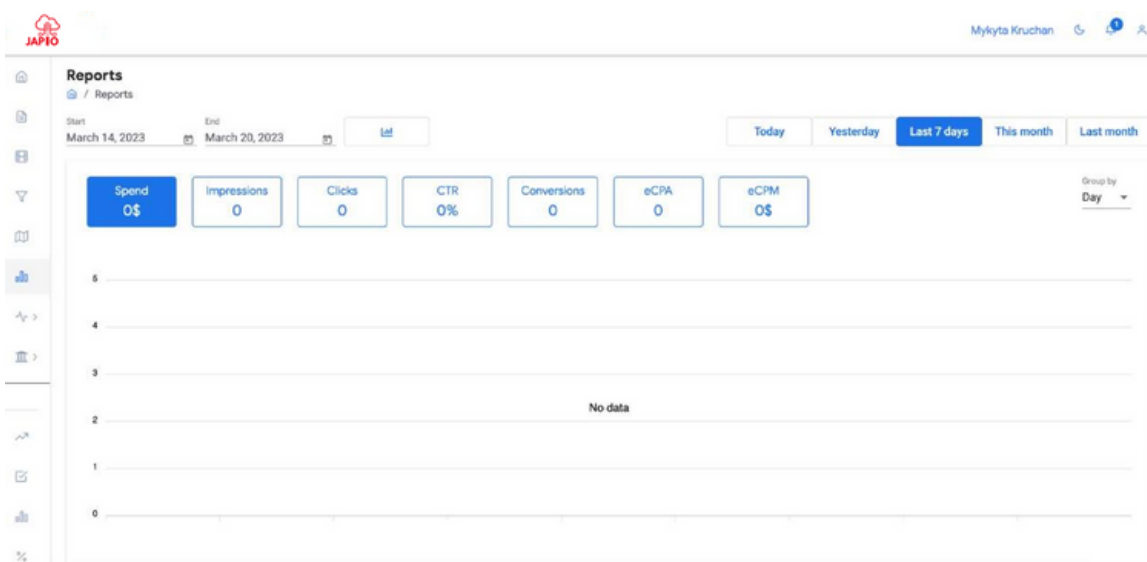 JAPIO
Mykyta Kruchan
1
Reports
/ Reports
Start
End
March 14, 2023
March 20, 2023
Today
Yesterday
Last 7 days
This month
Last month
Spend
0$
Impressions
0
Clicks
0
CTR
0%
Conversions
0
eCPA
0
eCPM
0$
Group by
Day
5
4
3
No data
2
1
0